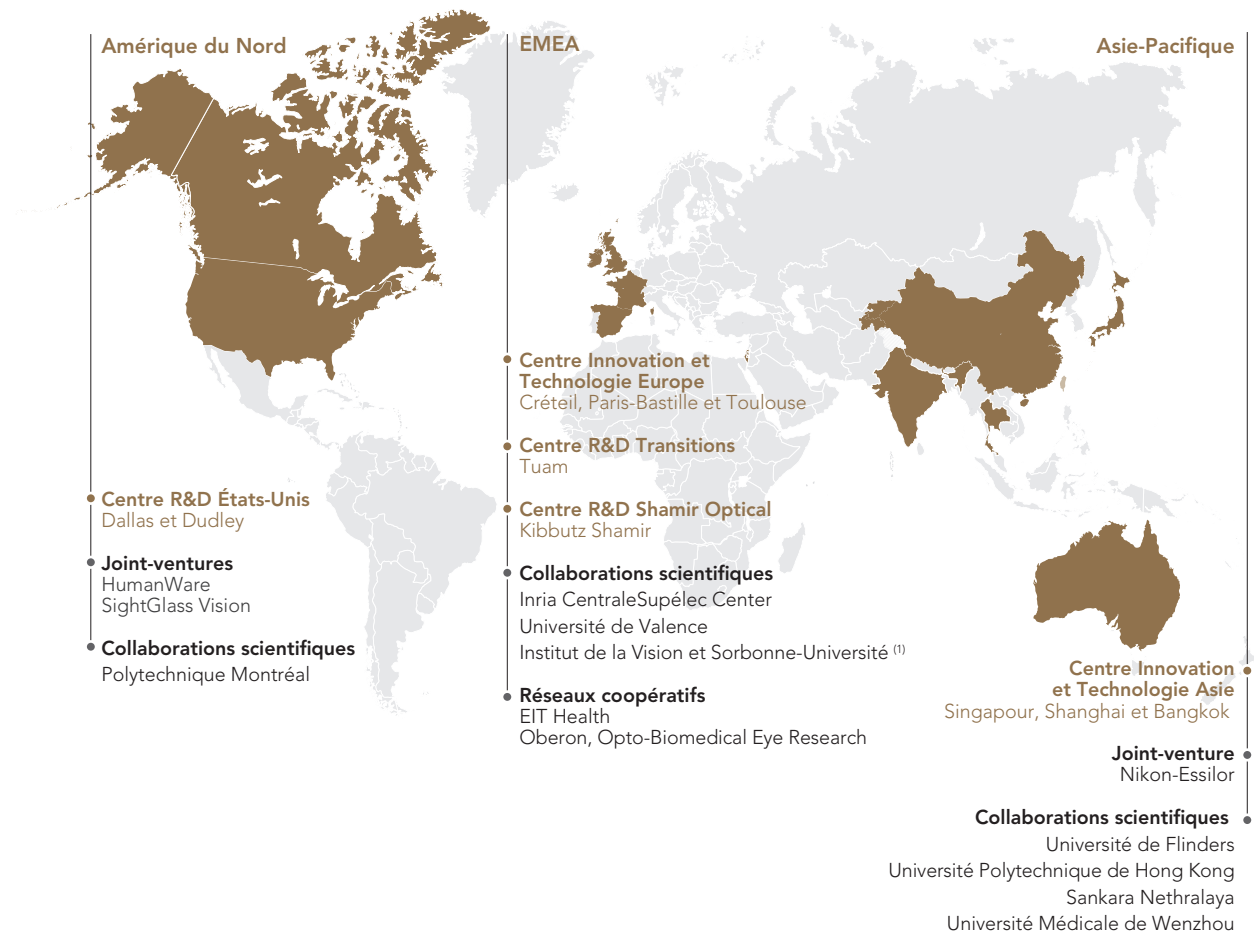 Amérique du Nord
Centre R&D États-Unis
Dallas et Dudley
Joint-ventures
HumanWare
SightGlass Vision
Collaborations scientifiques
Polytechnique Montréal
EMEA
Centre Innovation et
Technologie Europe
Créteil, Paris-Bastille et Toulouse
Centre R&D Transitions
Tuam
Centre R&D Shamir Optical
Kibbutz Shamir
Collaborations scientifiques
Inria CentraleSupélec Center
Université de Valence
Institut de la Vision et Sorbonne-Université (1)
Réseaux coopératifs
EIT Health
Oberon, Opto-Biomedical Eye Research
Asie-Pacifique
Centre Innovation
et Technologie Asie
Singapour, Shanghai et Bangkok
Joint-venture
Nikon-Essilor
Collaborations scientifiques
Université de Flinders
Université Polytechnique de Hong Kong
Sankara Nethralaya
Université Médicale de Wenzhou